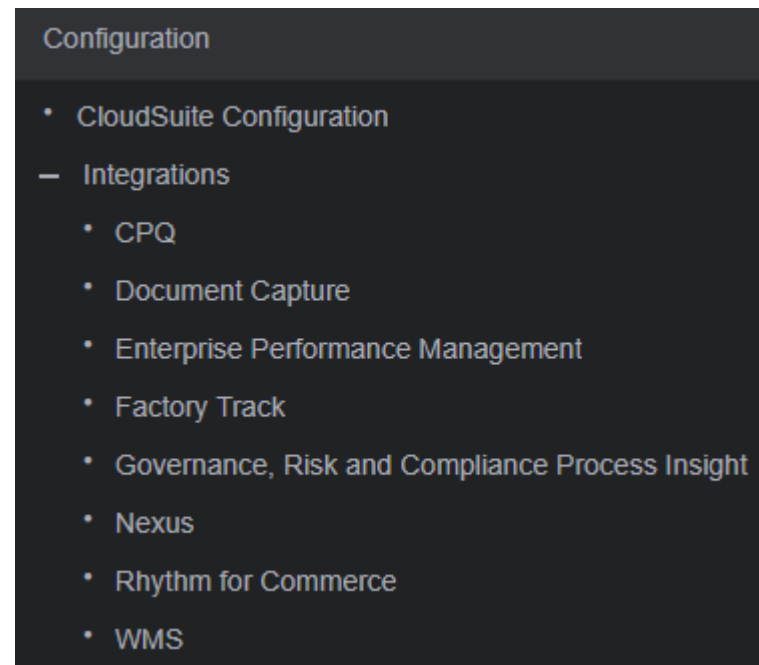 Configuration
• CloudSuite Configuration
– Integrations
• CPQ
• Document Capture
• Enterprise Performance Management
• Factory Track
• Governance, Risk and Compliance Process Insight
• Nexus
• Rhythm for Commerce
• WMS